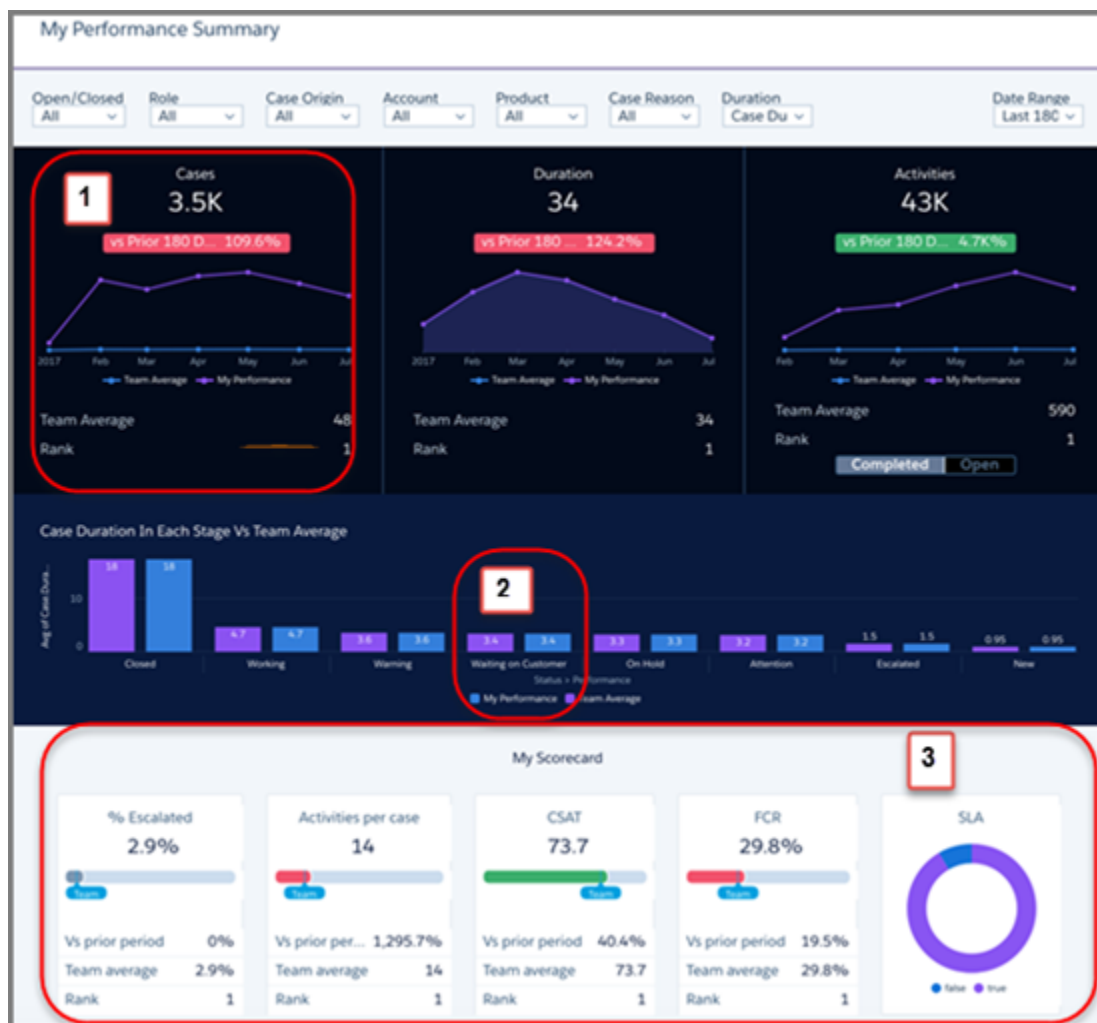 My Performance Summary
Open/Closed Role Case Origin Account Product Case Reason Duration Date Range
All All All All All All Case Du Last 180
1
Cases
3.5K
vs Prior 180 D... 109.6%
2017 Feb Mar Apr May Jun Jul
Team Average My Performance
Team Average 48
Rank 1
Duration
34
vs Prior 180 ... 124.2%
2017 Feb Mar Apr May Jun Jul
Team Average My Performance
Team Average 34
Rank 1
Activities
43K
vs Prior 180 D... 4.7K%
Feb Mar Apr May Jun Jul
Team Average My Performance
Team Average 590
Rank 1
Completed Open
Case Duration In Each Stage Vs Team Average
2
Avg of Case Dura...
10
0
18 18 4.7 4.7 3.6 3.6 3.4 3.4 3.3 3.3 3.2 3.2 1.5 1.5 0.95 0.95
Closed Working Warning Waiting on Customer On Hold Attention Escalated New
Status > Performance
My Performance Team Average
My Scorecard
3
% Escalated
2.9%
Team
Vs prior period 0%
Team average 2.9%
Rank 1
Activities per case
14
Team
Vs prior per... 1,295.7%
Team average 14
Rank 1
CSAT
73.7
Team
Vs prior period 40.4%
Team average 73.7
Rank 1
FCR
29.8%
Team
Vs prior period 19.5%
Team average 29.8%
Rank 1
SLA
false true